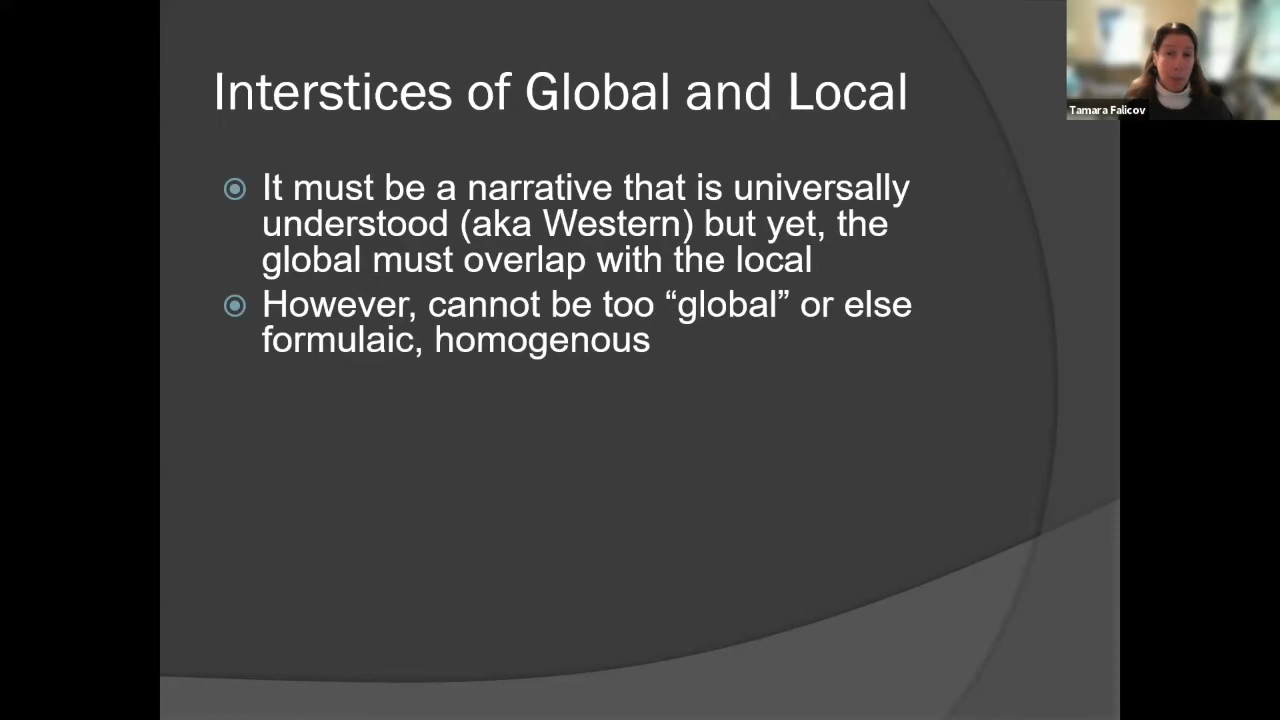 Interstices of Global and Local
It must be a narrative that is universally
understood (aka Western) but yet, the
global must overlap with the local
However, cannot be too “global” or else
formulaic, homogenous
Tamara Falicov